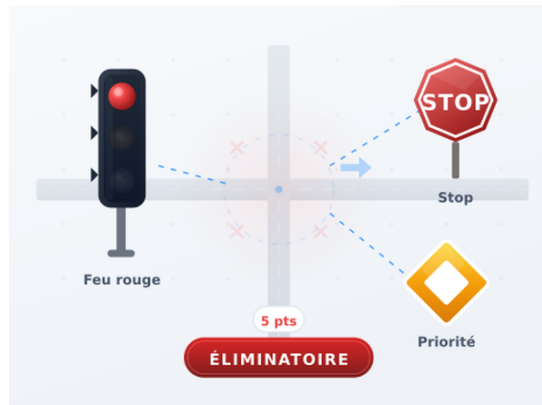 STOP
Stop
Feu rouge
Priorité
5 pts
ÉLIMINATOIRE